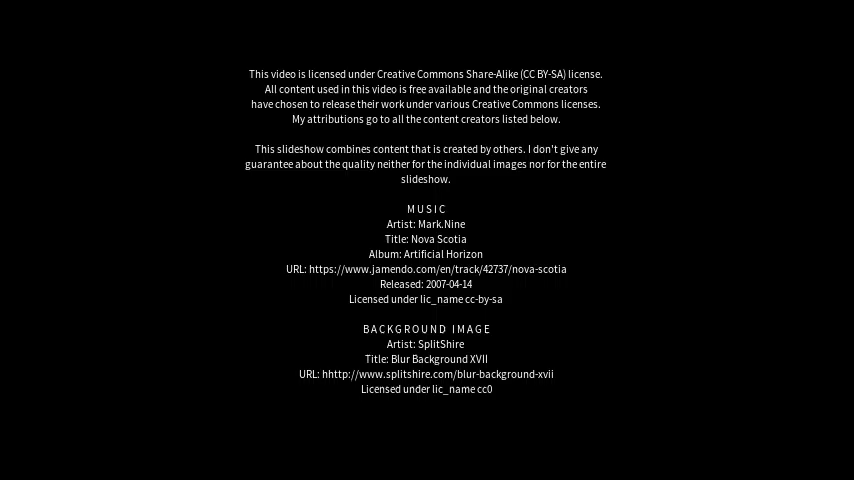 This video is licensed under Creative Commons Share-Alike (CC BY-SA) license.
All content used in this video is free available and the original creators
have chosen to release their work under various Creative Commons licenses.
My attributions go to all the content creators listed below.
This slideshow combines content that is created by others. I don't give any
guarantee about the quality neither for the individual images nor for the entire
slideshow.
MUSIC
Artist: Mark.Nine
Title: Nova Scotia
Album: Artificial Horizon
URL: https://www.jamendo.com/en/track/42737/nova-scotia
Released: 2007-04-14
Licensed under lic_name cc-by-sa
BACKGROUND IMAGE
Artist: SplitShire
Title: Blur Background XVII
URL: hhttp://www.splitshire.com/blur-background-xvii
Licensed under lic_name cc0